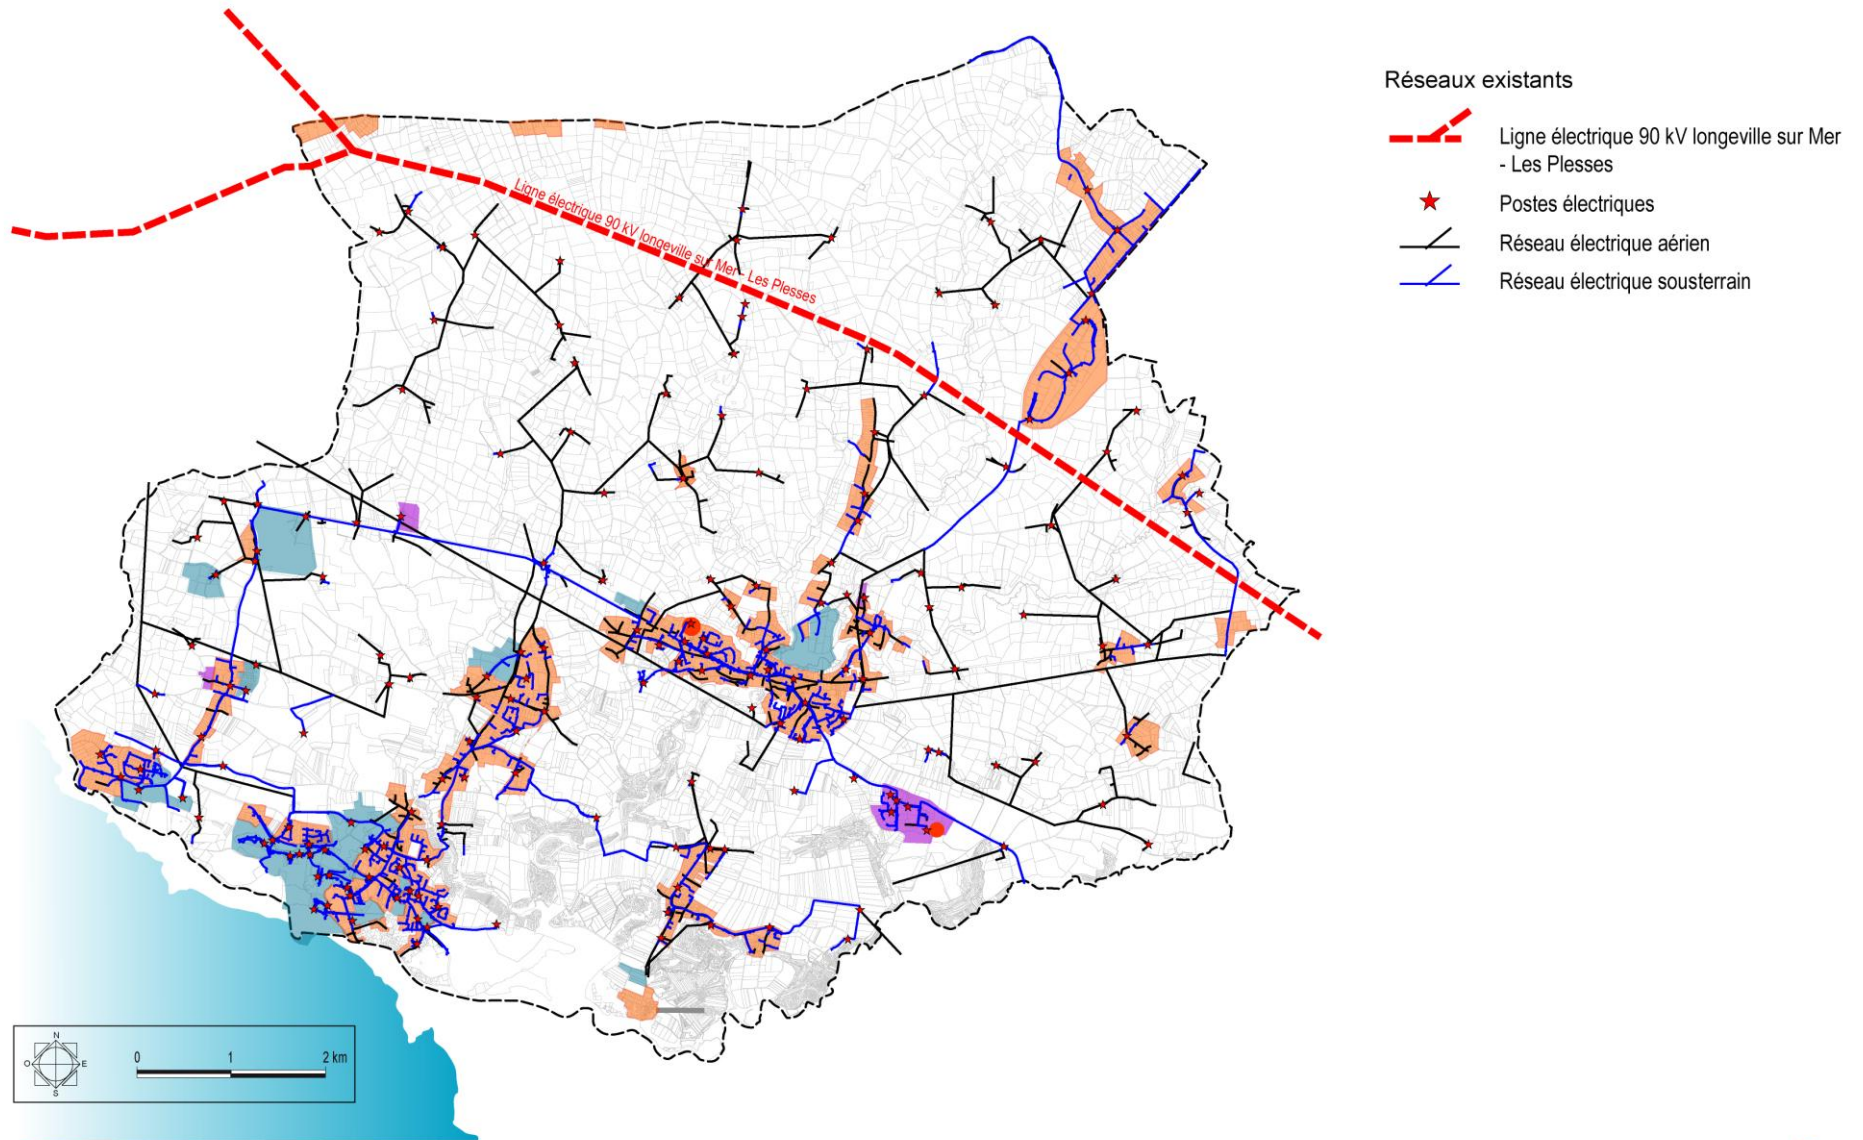 Réseaux existants
Ligne électrique 90 kV longeville sur Mer
- Les Plesses
Postes électriques
Réseau électrique aérien
Réseau électrique sousterrain
Ligne électrique 90 kV longeville sur Mer - Les Plesses
N
O
E
S
0
1
2 km